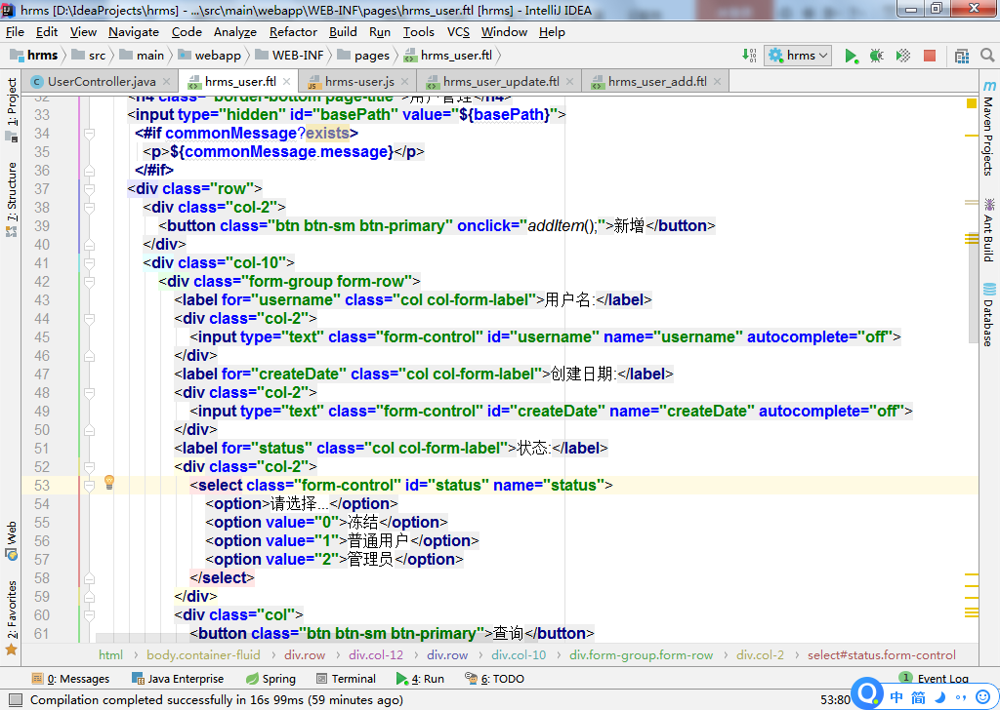 hrms [D:\IdeaProjects\hrms] - ...\src\main\webapp\WEB-INF\pages\hrms_user.ftl [hrms] - IntelliJ IDEA
File Edit View Navigate Code Analyze Refactor Build Run Tools VCS Window Help
hrms src main webapp WEB-INF pages hrms_user.ftl hrms
UserController.java hrms_user.ftl hrms-user.js hrms_user_update.ftl hrms_user_add.ftl
1: Project
7: Structure
Web
2: Favorites
32 <h4 class="border-bottom page-title">用户管理</h4>
33 <input type="hidden" id="basePath" value="${basePath}">
34 <#if commonMessage?exists>
35 <p>${commonMessage.message}</p>
36 </#if>
37 <div class="row">
38 <div class="col-2">
39 <button class="btn btn-sm btn-primary" onclick="addItem();">新增</button>
40 </div>
41 <div class="col-10">
42 <div class="form-group form-row">
43 <label for="username" class="col col-form-label">用户名:</label>
44 <div class="col-2">
45 <input type="text" class="form-control" id="username" name="username" autocomplete="off">
46 </div>
47 <label for="createDate" class="col col-form-label">创建日期:</label>
48 <div class="col-2">
49 <input type="text" class="form-control" id="createDate" name="createDate" autocomplete="off">
50 </div>
51 <label for="status" class="col col-form-label">状态:</label>
52 <div class="col-2">
53 <select class="form-control" id="status" name="status">
54 <option>请选择...</option>
55 <option value="0">冻结</option>
56 <option value="1">普通用户</option>
57 <option value="2">管理员</option>
58 </select>
59 </div>
60 <div class="col">
61 <button class="btn btn-sm btn-primary">查询</button>
Maven Projects
Ant Build
Database
html body.container-fluid div.row div.col-12 div.row div.col-10 div.form-group.form-row div.col-2 select#status.form-control
0: Messages Java Enterprise Spring Terminal 4: Run 6: TODO 1 Event Log
Compilation completed successfully in 16s 99ms (59 minutes ago) 53:80 中 简